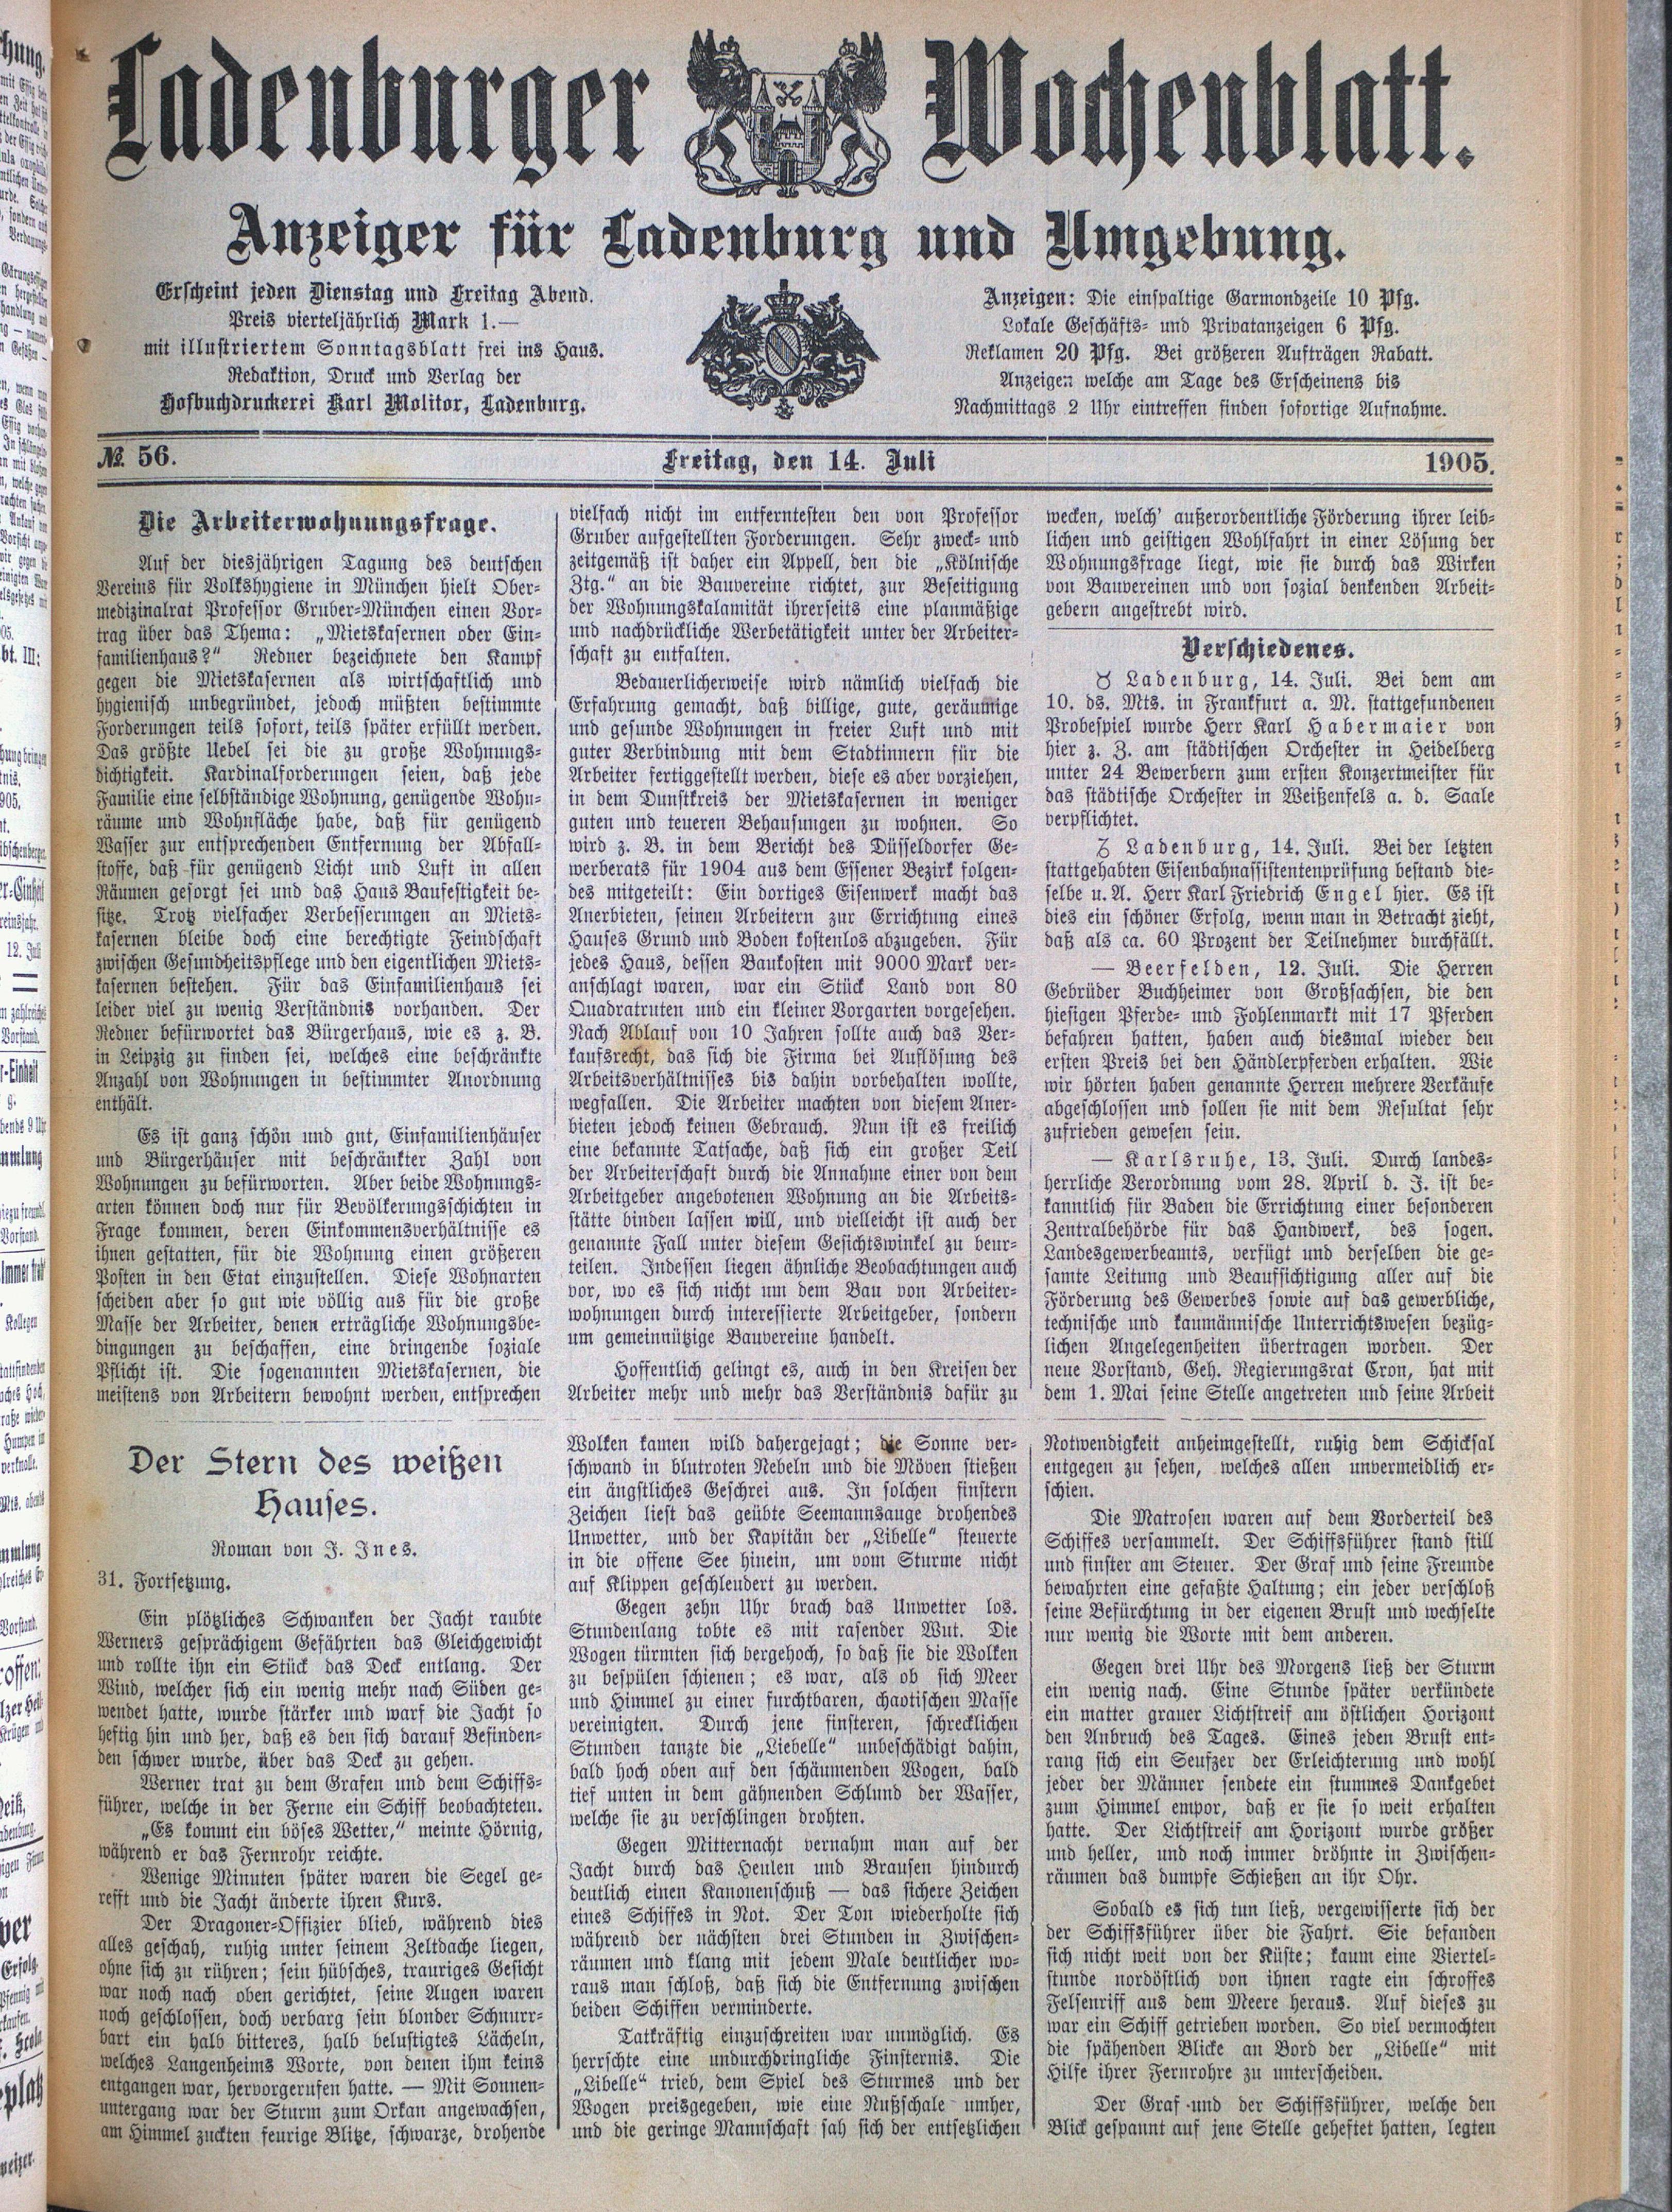 Ladenburger Wochenblatt.
Anzeiger für Ladenburg und Umgebung.
Erscheint jeden Dienstag und Freitag Abend.
Preis vierteljährlich Mark 1.—
mit illustriertem Sonntagsblatt frei ins Haus.
Redaktion, Druck und Verlag der
Hofbuchdruckerei Karl Molitor, Ladenburg.
Anzeigen: Die einspaltige Garmondzeile 10 Pfg.
Lokale Geschäfts- und Privatanzeigen 6 Pfg.
Reklamen 20 Pfg. Bei größeren Aufträgen Rabatt.
Anzeigen welche am Tage des Erscheinens bis
Nachmittags 2 Uhr eintreffen finden sofortige Aufnahme.
№ 56.
Freitag, den 14. Juli
1905.
Die Arbeiterwohnungsfrage.
Auf der diesjährigen Tagung des deutschen
Vereins für Volkshygiene in München hielt Ober-
medizinalrat Professor Gruber-München einen Vor-
trag über das Thema: „Mietskasernen oder Ein-
familienhaus?“ Redner bezeichnete den Kampf
gegen die Mietskasernen als wirtschaftlich und
hygienisch unbegründet, jedoch müßten bestimmte
Forderungen teils sofort, teils später erfüllt werden.
Das größte Uebel sei die zu große Wohnungs-
dichtigkeit. Kardinalforderungen seien, daß jede
Familie eine selbständige Wohnung, genügende Wohn-
räume und Wohnfläche habe, daß für genügend
Wasser zur entsprechenden Entfernung der Abfall-
stoffe, daß für genügend Licht und Luft in allen
Räumen gesorgt sei und das Haus Baufestigkeit be-
sitze. Trotz vielfacher Verbesserungen an Miets-
kasernen bleibe doch eine berechtigte Feindschaft
zwischen Gesundheitspflege und den eigentlichen Miets-
kasernen bestehen. Für das Einfamilienhaus sei
leider viel zu wenig Verständnis vorhanden. Der
Redner befürwortet das Bürgerhaus, wie es z. B.
in Leipzig zu finden sei, welches eine beschränkte
Anzahl von Wohnungen in bestimmter Anordnung
enthält.
Es ist ganz schön und gut, Einfamilienhäuser
und Bürgerhäuser mit beschränkter Zahl von
Wohnungen zu befürworten. Aber beide Wohnungs-
arten können doch nur für Bevölkerungsschichten in
Frage kommen, deren Einkommensverhältnisse es
ihnen gestatten, für die Wohnung einen größeren
Posten in den Etat einzustellen. Diese Wohnarten
scheiden aber so gut wie völlig aus für die große
Masse der Arbeiter, denen erträgliche Wohnungsbe-
dingungen zu beschaffen, eine dringende soziale
Pflicht ist. Die sogenannten Mietskasernen, die
meistens von Arbeitern bewohnt werden, entsprechen
vielfach nicht im entferntesten den von Professor
Gruber aufgestellten Forderungen. Sehr zweck- und
zeitgemäß ist daher ein Appell, den die „Kölnische
Ztg.“ an die Bauvereine richtet, zur Beseitigung
der Wohnungskalamität ihrerseits eine planmäßige
und nachdrückliche Werbetätigkeit unter der Arbeiter-
schaft zu entfalten.
Bedauerlicherweise wird nämlich vielfach die
Erfahrung gemacht, daß billige, gute, geräumige
und gesunde Wohnungen in freier Luft und mit
guter Verbindung mit dem Stadtinnern für die
Arbeiter fertiggestellt werden, diese es aber vorziehen,
in dem Dunstkreis der Mietskasernen in weniger
guten und teueren Behausungen zu wohnen. So
wird z. B. in dem Bericht des Düsseldorfer Ge-
werberats für 1904 aus dem Essener Bezirk folgen-
des mitgeteilt: Ein dortiges Eisenwerk macht das
Anerbieten, seinen Arbeitern zur Errichtung eines
Hauses Grund und Boden kostenlos abzugeben. Für
jedes Haus, dessen Baukosten mit 9000 Mark ver-
anschlagt waren, war ein Stück Land von 80
Quadratruten und ein kleiner Vorgarten vorgesehen.
Nach Ablauf von 10 Jahren sollte auch das Ver-
kaufsrecht, das sich die Firma bei Auflösung des
Arbeitsverhältnisses bis dahin vorbehalten wollte,
wegfallen. Die Arbeiter machten von diesem Aner-
bieten jedoch keinen Gebrauch. Nun ist es freilich
eine bekannte Tatsache, daß sich ein großer Teil
der Arbeiterschaft durch die Annahme einer von dem
Arbeitgeber angebotenen Wohnung an die Arbeits-
stätte binden lassen will, und vielleicht ist auch der
genannte Fall unter diesem Gesichtswinkel zu beur-
teilen. Indessen liegen ähnliche Beobachtungen auch
vor, wo es sich nicht um dem Bau von Arbeiter-
wohnungen durch interessierte Arbeitgeber, sondern
um gemeinnützige Bauvereine handelt.
Hoffentlich gelingt es, auch in den Kreisen der
Arbeiter mehr und mehr das Verständnis dafür zu
wecken, welch' außerordentliche Förderung ihrer leib-
lichen und geistigen Wohlfahrt in einer Lösung der
Wohnungsfrage liegt, wie sie durch das Wirken
von Bauvereinen und von sozial denkenden Arbeit-
gebern angestrebt wird.
Verschiedenes.
♉ Ladenburg, 14. Juli. Bei dem am
10. ds. Mts. in Frankfurt a. M. stattgefundenen
Probespiel wurde Herr Karl Habermaier von
hier z. Z. am städtischen Orchester in Heidelberg
unter 24 Bewerbern zum ersten Konzertmeister für
das städtische Orchester in Weißenfels a. d. Saale
verpflichtet.
Ladenburg, 14. Juli. Bei der letzten
stattgehabten Eisenbahnassistentenprüfung bestand die-
selbe u. A. Herr Karl Friedrich Engel hier. Es ist
dies ein schöner Erfolg, wenn man in Betracht zieht,
daß als ca. 60 Prozent der Teilnehmer durchfällt.
— Beerfelden, 12. Juli. Die Herren
Gebrüder Buchheimer von Großsachsen, die den
hiesigen Pferde- und Fohlenmarkt mit 17 Pferden
befahren hatten, haben auch diesmal wieder den
ersten Preis bei den Händlerpferden erhalten. Wie
wir hörten haben genannte Herren mehrere Verkäufe
abgeschlossen und sollen sie mit dem Resultat sehr
zufrieden gewesen sein.
— Karlsruhe, 13. Juli. Durch landes-
herrliche Verordnung vom 28. April d. J. ist be-
kanntlich für Baden die Errichtung einer besonderen
Zentralbehörde für das Handwerk, des sogen.
Landesgewerbeamts, verfügt und derselben die ge-
samte Leitung und Beaufsichtigung aller auf die
Förderung des Gewerbes sowie auf das gewerbliche,
technische und kaumännische Unterrichtswesen bezüg-
lichen Angelegenheiten übertragen worden. Der
neue Vorstand, Geh. Regierungsrat Cron, hat mit
dem 1. Mai seine Stelle angetreten und seine Arbeit
Der Stern des weißen
Hauses.
Roman von J. Ines.
31. Fortsetzung.
Ein plötzliches Schwanken der Jacht raubte
Werners gesprächigem Gefährten das Gleichgewicht
und rollte ihn ein Stück das Deck entlang. Der
Wind, welcher sich ein wenig mehr nach Süden ge-
wendet hatte, wurde stärker und warf die Jacht so
heftig hin und her, daß es den sich darauf Befinden-
den schwer wurde, über das Deck zu gehen.
Werner trat zu dem Grafen und dem Schiffs-
führer, welche in der Ferne ein Schiff beobachteten.
„Es kommt ein böses Wetter,“ meinte Hörnig,
während er das Fernrohr reichte.
Wenige Minuten später waren die Segel ge-
refft und die Jacht änderte ihren Kurs.
Der Dragoner-Offizier blieb, während dies
alles geschah, ruhig unter seinem Zeltdache liegen,
ohne sich zu rühren; sein hübsches, trauriges Gesicht
war noch nach oben gerichtet, seine Augen waren
noch geschlossen, doch verbarg sein blonder Schnurr-
bart ein halb bitteres, halb belustigtes Lächeln,
welches Langenheims Worte, von denen ihm keins
entgangen war, hervorgerufen hatte. — Mit Sonnen-
untergang war der Sturm zum Orkan angewachsen,
am Himmel zuckten feurige Blitze, schwarze, drohende
Wolken kamen wild dahergejagt; die Sonne ver-
schwand in blutroten Nebeln und die Möven stießen
ein ängstliches Geschrei aus. In solchen finstern
Zeichen liest das geübte Seemannsauge drohendes
Unwetter, und der Kapitän der „Libelle“ steuerte
in die offene See hinein, um vom Sturme nicht
auf Klippen geschleudert zu werden.
Gegen zehn Uhr brach das Unwetter los.
Stundenlang tobte es mit rasender Wut. Die
Wogen türmten sich bergehoch, so daß sie die Wolken
zu bespülen schienen; es war, als ob sich Meer
und Himmel zu einer furchtbaren, chaotischen Masse
vereinigten. Durch jene finsteren, schrecklichen
Stunden tanzte die „Liebelle“ unbeschädigt dahin,
bald hoch oben auf den schäumenden Wogen, bald
tief unten in dem gähnenden Schlund der Wasser,
welche sie zu verschlingen drohten.
Gegen Mitternacht vernahm man auf der
Jacht durch das Heulen und Brausen hindurch
deutlich einen Kanonenschuß — das sichere Zeichen
eines Schiffes in Not. Der Ton wiederholte sich
während der nächsten drei Stunden in Zwischen-
räumen und klang mit jedem Male deutlicher wo-
raus man schloß, daß sich die Entfernung zwischen
beiden Schiffen verminderte.
Tatkräftig einzuschreiten war unmöglich. Es
herrschte eine undurchdringliche Finsternis. Die
„Libelle“ trieb, dem Spiel des Sturmes und der
Wogen preisgegeben, wie eine Nußschale umher,
und die geringe Mannschaft sah sich der entsetzlichen
Notwendigkeit anheimgestellt, ruhig dem Schicksal
entgegen zu sehen, welches allen unvermeidlich er-
schien.
Die Matrosen waren auf dem Vorderteil des
Schiffes versammelt. Der Schiffsführer stand still
und finster am Steuer. Der Graf und seine Freunde
bewahrten eine gefaßte Haltung; ein jeder verschloß
seine Befürchtung in der eigenen Brust und wechselte
nur wenig die Worte mit dem anderen.
Gegen drei Uhr des Morgens ließ der Sturm
ein wenig nach. Eine Stunde später verkündete
ein matter grauer Lichtstreif am östlichen Horizont
den Anbruch des Tages. Eines jeden Brust ent-
rang sich ein Seufzer der Erleichterung und wohl
jeder der Männer sendete ein stummes Dankgebet
zum Himmel empor, daß er sie so weit erhalten
hatte. Der Lichtstreif am Horizont wurde größer
und heller, und noch immer dröhnte in Zwischen-
räumen das dumpfe Schießen an ihr Ohr.
Sobald es sich tun ließ, vergewisserte sich der
der Schiffsführer über die Fahrt. Sie befanden
sich nicht weit von der Küste; kaum eine Viertel-
stunde nordöstlich von ihnen ragte ein schroffes
Felsenriff aus dem Meere heraus. Auf dieses zu
war ein Schiff getrieben worden. So viel vermochten
die spähenden Blicke an Bord der „Libelle“ mit
Hilfe ihrer Fernrohre zu unterscheiden.
Der Graf und der Schiffsführer, welche den
Blick gespannt auf jene Stelle geheftet hatten, legten